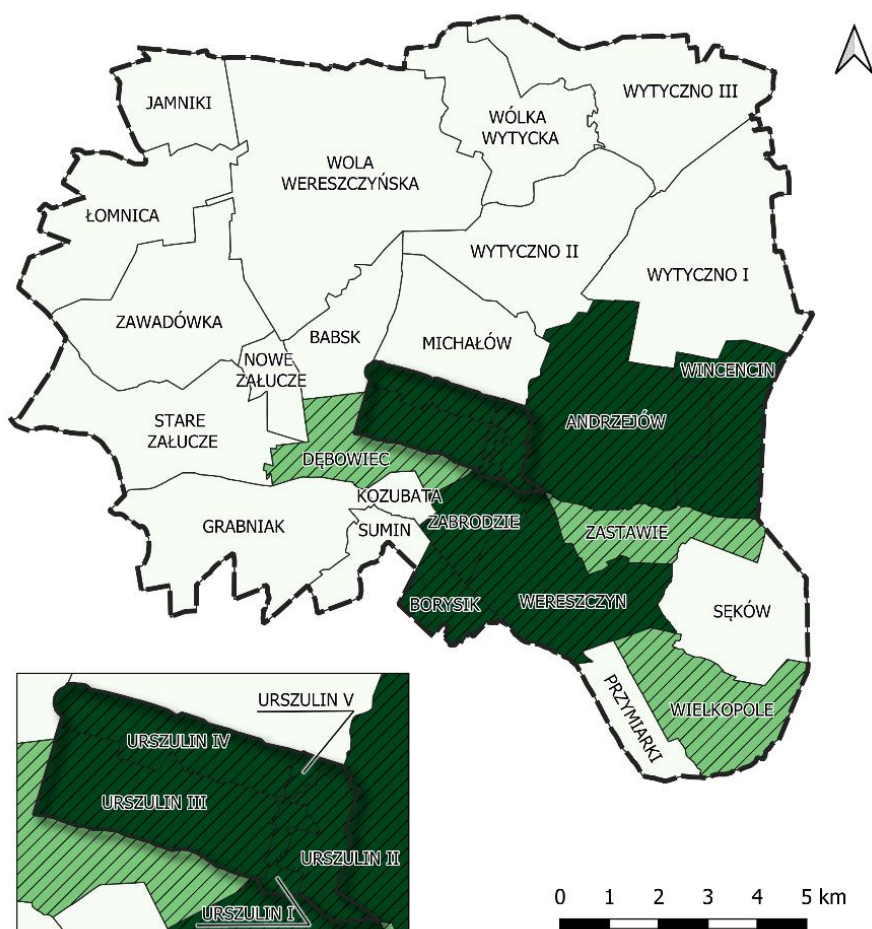 JAMNIKI
WYTYCZNO III
WÓLKA
WYTYCKA
WOLA
WERESZCZYŃSKA
ŁOMNICA
WYTYCZNO II
WYTYCZNO I
ZAWADÓWKA
BABSK
MICHAŁÓW
NOWE
ZAŁUCZE
WINCENCIN
STARE
ZAŁUCZE
ANDRZEJÓW
DĘBOWIEC
KOZUBATA
GRABNIAK
SUMIN
ZABRODZIE
ZASTAWIE
BORYSIK
WERESZCZYN
SĘKÓW
PRZYMIARKI
WIELKOPOLE
URSZULIN V
URSZULIN IV
URSZULIN III
URSZULIN II
URSZULIN I
0 1 2 3 4 5 km